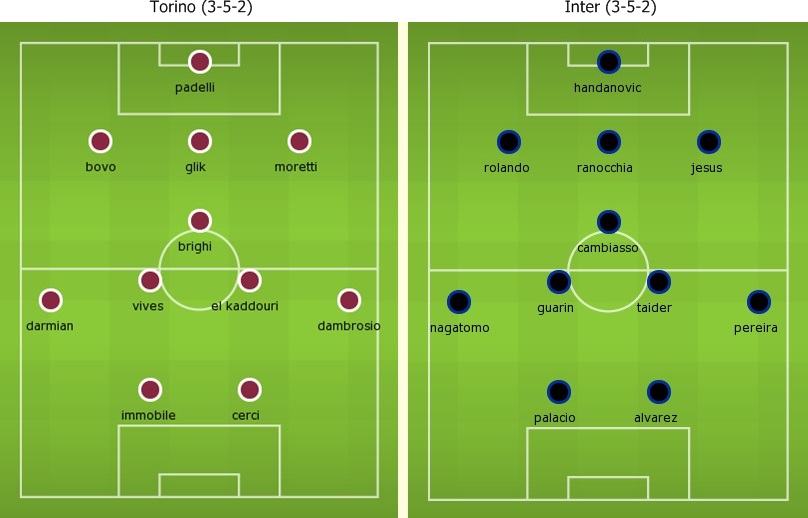 Torino (3-5-2)
padelli
bovo glik moretti
brighi
vives el kaddouri
darmian dambrosio
immobile cerci
Inter (3-5-2)
handanovic
rolando ranocchia jesus
cambiasso
guarin taider
nagatomo pereira
palacio alvarez